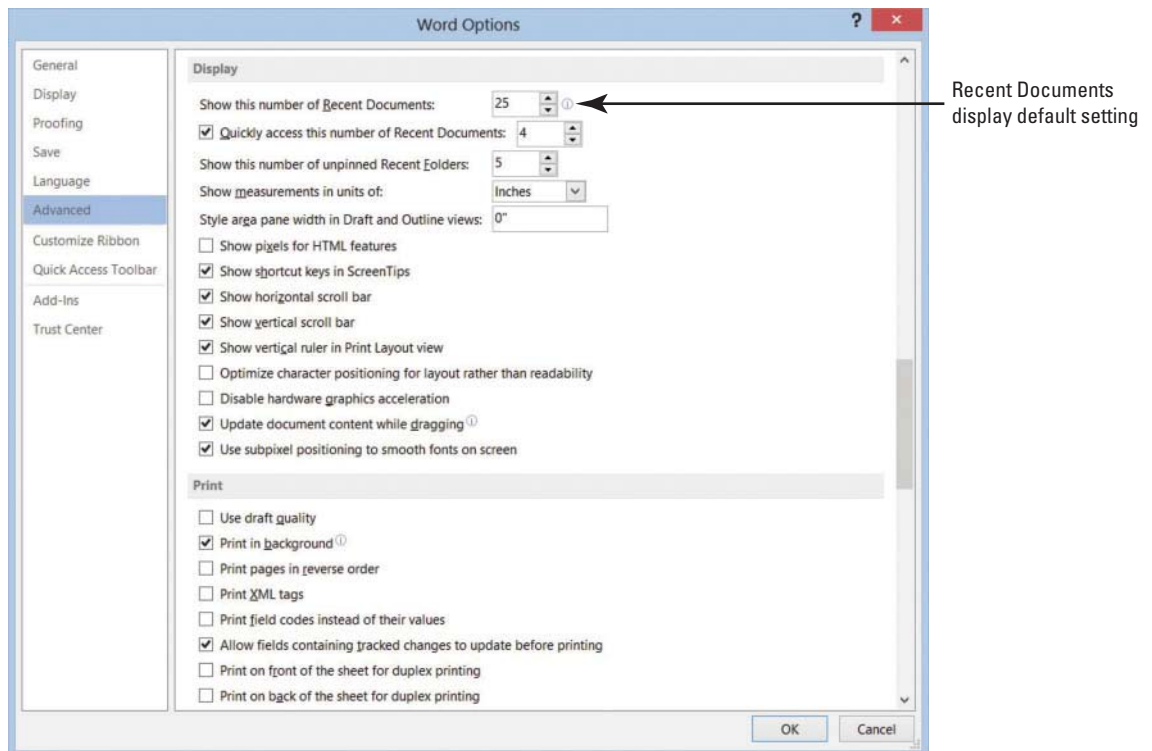 Word Options
?
General
Display
Proofing
Save
Language
Advanced
Customize Ribbon
Quick Access Toolbar
Add-Ins
Trust Center
Display
Show this number of Recent Documents: 25
Quickly access this number of Recent Documents: 4
Show this number of unpinned Recent Folders: 5
Show measurements in units of: Inches
Style area pane width in Draft and Outline views: 0"
Show pixels for HTML features
Show shortcut keys in ScreenTips
Show horizontal scroll bar
Show vertical scroll bar
Show vertical ruler in Print Layout view
Optimize character positioning for layout rather than readability
Disable hardware graphics acceleration
Update document content while dragging
Use subpixel positioning to smooth fonts on screen
Print
Use draft quality
Print in background
Print pages in reverse order
Print XML tags
Print field codes instead of their values
Allow fields containing tracked changes to update before printing
Print on front of the sheet for duplex printing
Print on back of the sheet for duplex printing
OK
Cancel
Recent Documents
display default setting